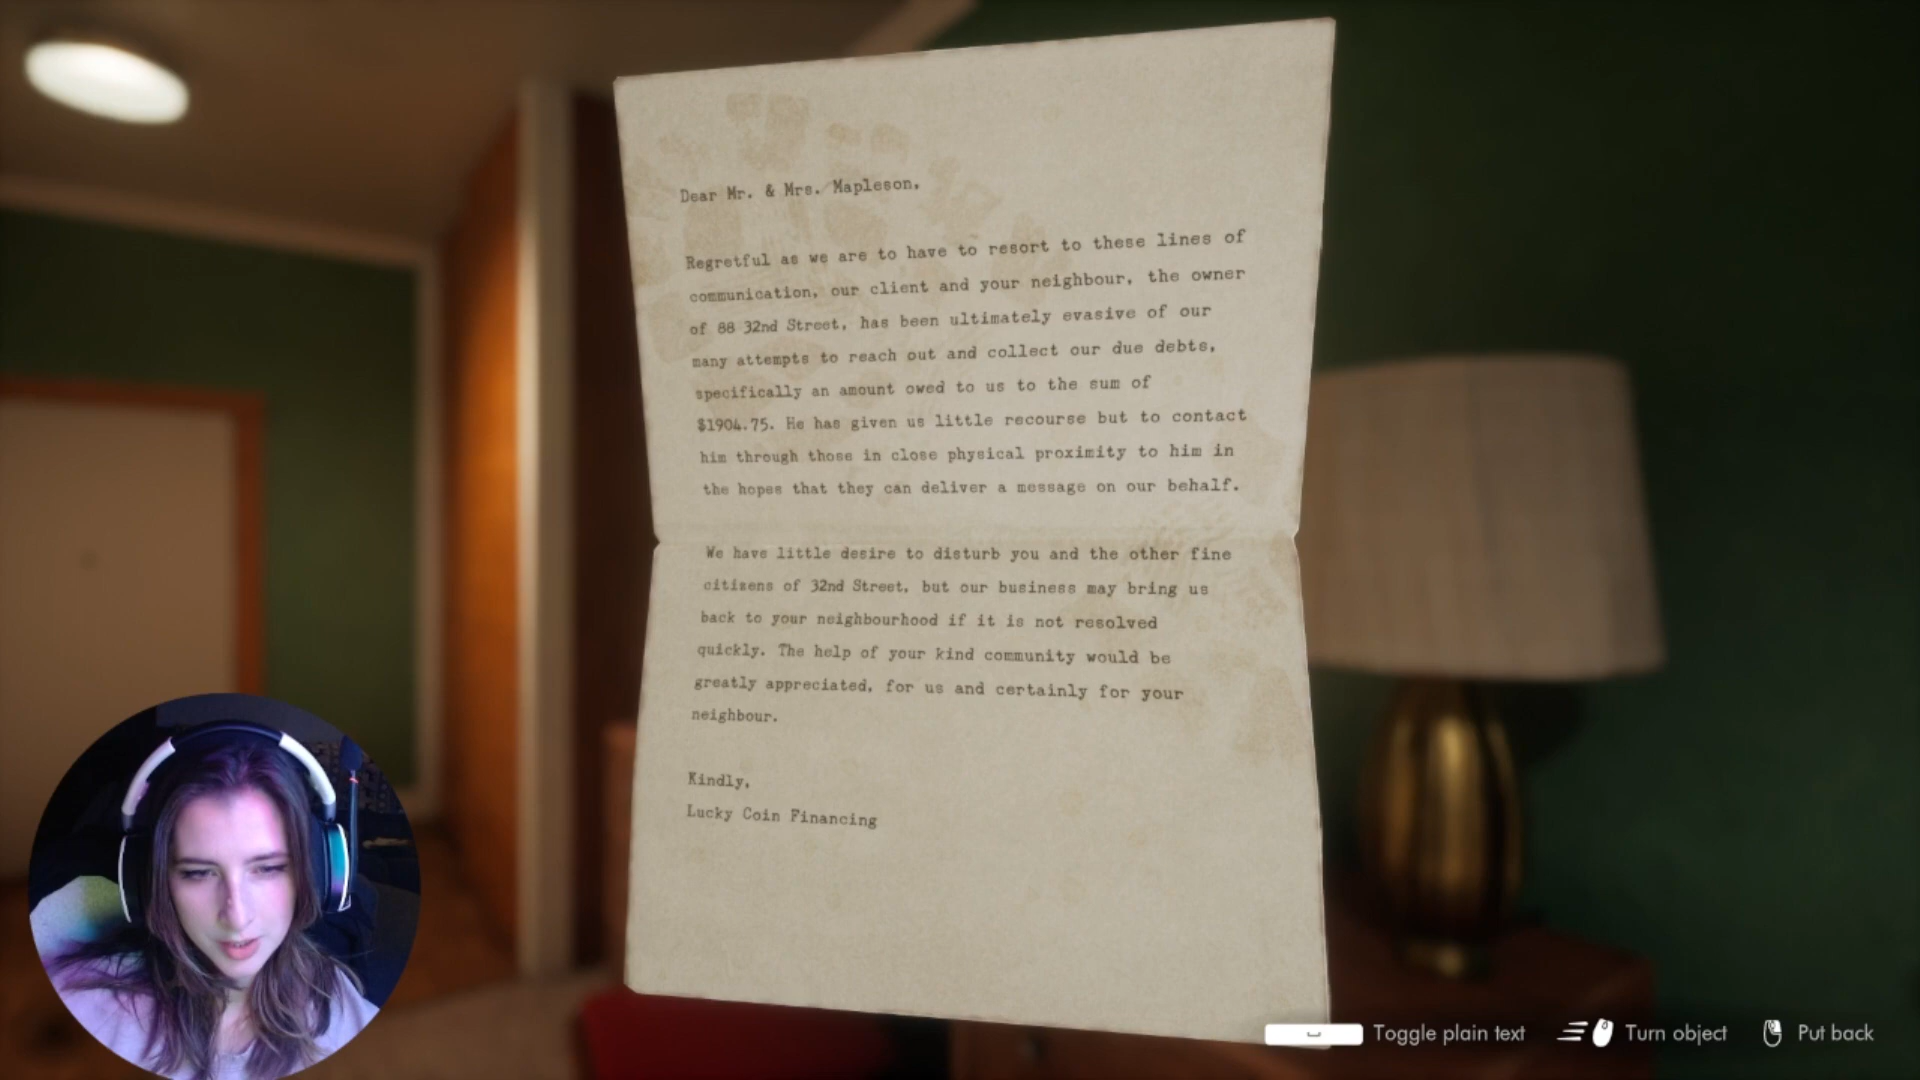 Dear Mr. & Mrs. Mapleson,
Regretful as we are to have to resort to these lines of
communication, our client and your neighbour, the owner
of 88 32nd Street, has been ultimately evasive of our
many attempts to reach out and collect our due debts,
specifically an amount owed to us to the sum of
$1904.75. He has given us little recourse but to contact
him through those in close physical proximity to him in
the hopes that they can deliver a message on our behalf.
We have little desire to disturb you and the other fine
citizens of 32nd Street, but our business may bring us
back to your neighbourhood if it is not resolved
quickly. The help of your kind community would be
greatly appreciated, for us and certainly for your
neighbour.
Kindly,
Lucky Coin Financing
Toggle plain text
Turn object
Put back